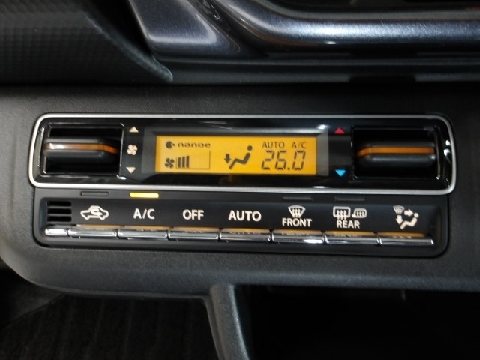 nanoe
AUTO A/C
26.0
A/C OFF AUTO FRONT REAR